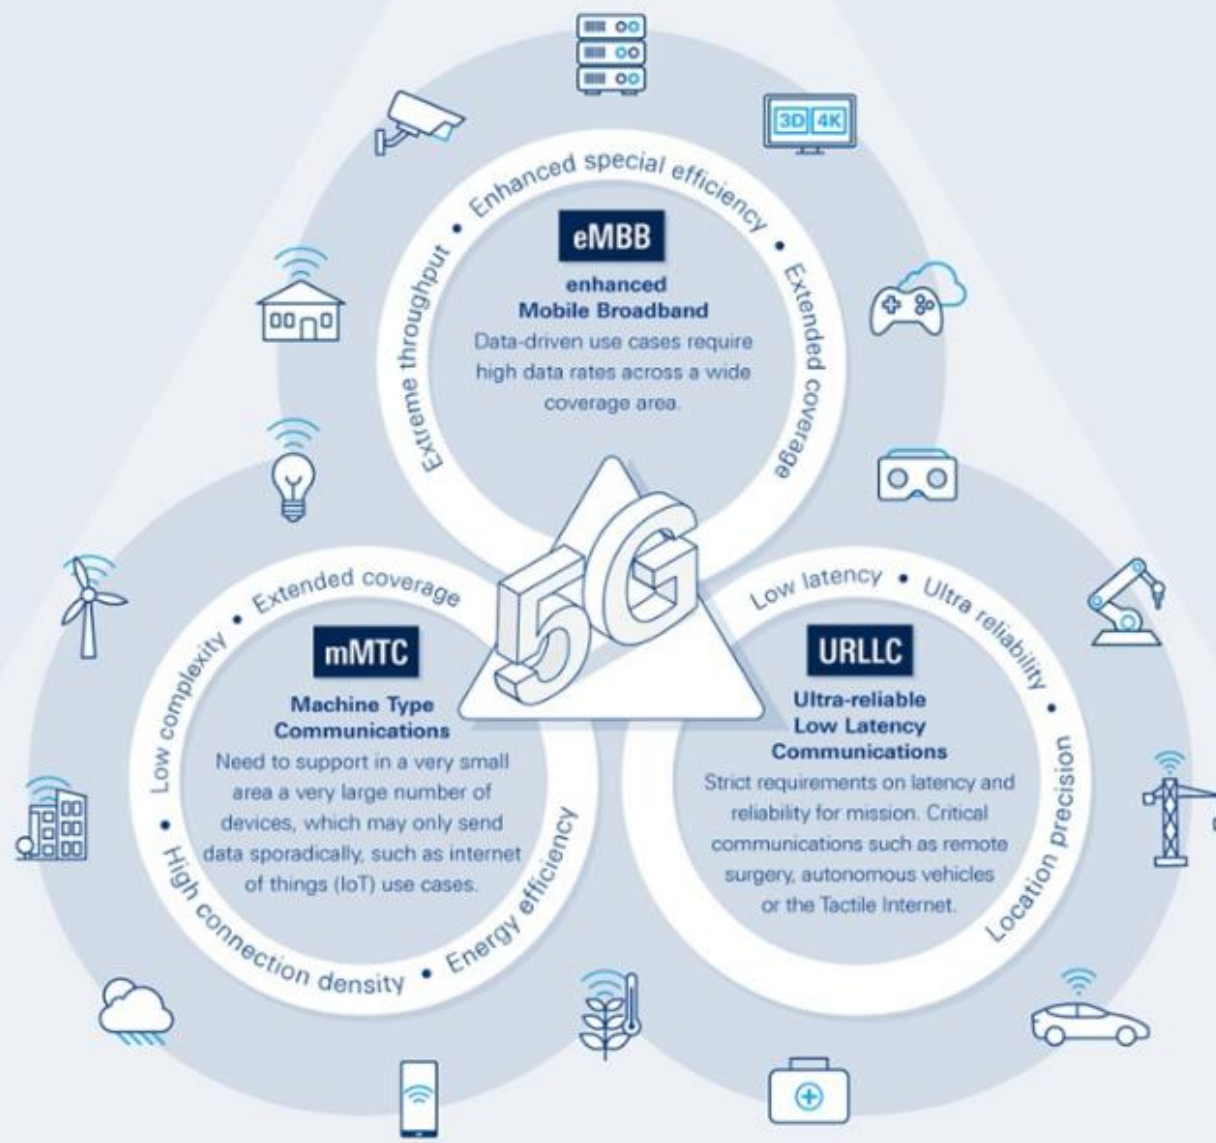 3D 4K
Enhanced special efficiency
Extreme throughput
Extended coverage
eMBB
enhanced
Mobile Broadband
Data-driven use cases require
high data rates across a wide
coverage area.
5G
Extended coverage
Low complexity
High connection density
Energy efficiency
mMTC
Machine Type
Communications
Need to support in a very small
area a very large number of
devices, which may only send
data sporadically, such as internet
of things (IoT) use cases.
Low latency
Ultra reliability
Location precision
URLLC
Ultra-reliable
Low Latency
Communications
Strict requirements on latency and
reliability for mission. Critical
communications such as remote
surgery, autonomous vehicles
or the Tactile Internet.